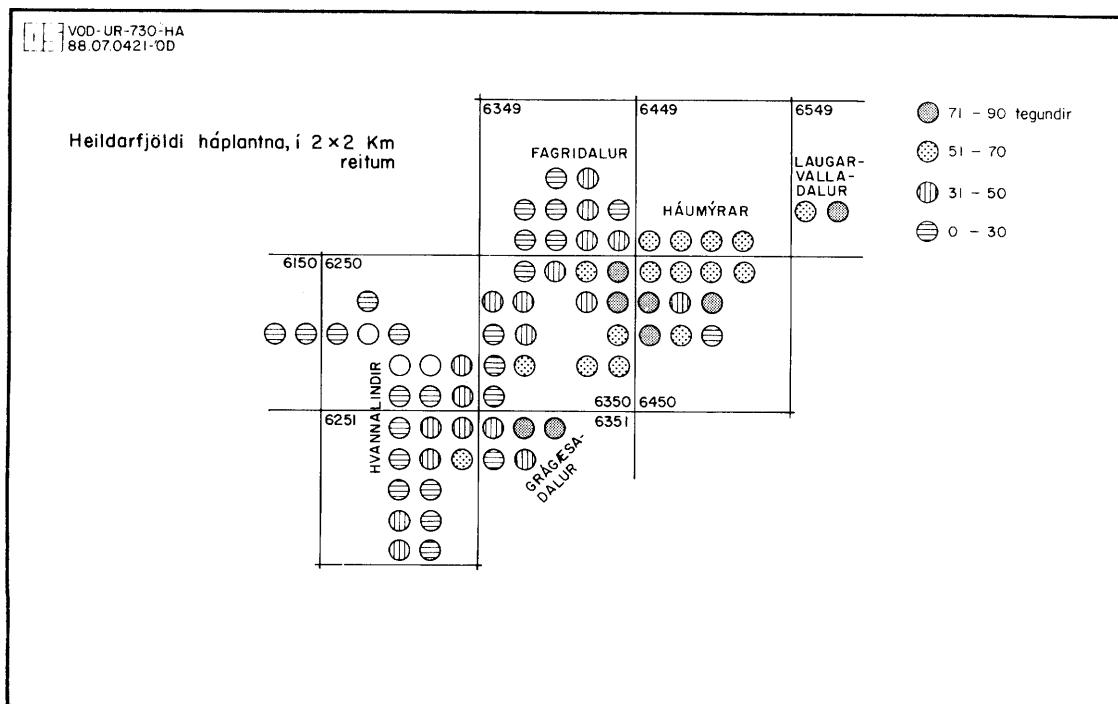 VOD-UR-730-HA
88.07.0421-OD
Heildarfjöldi háplantna, í 2×2 Km
reitum
6349
6449
6549
FAGRIDALUR
HÁUMÝRAR
LAUGAR-
VALLA-
DALUR
71 - 90 tegundir
51 - 70
31 - 50
0 - 30
6150
6250
HVANNALINDIR
6350
6450
6251
6351
GRÁGÆSA-
DALUR